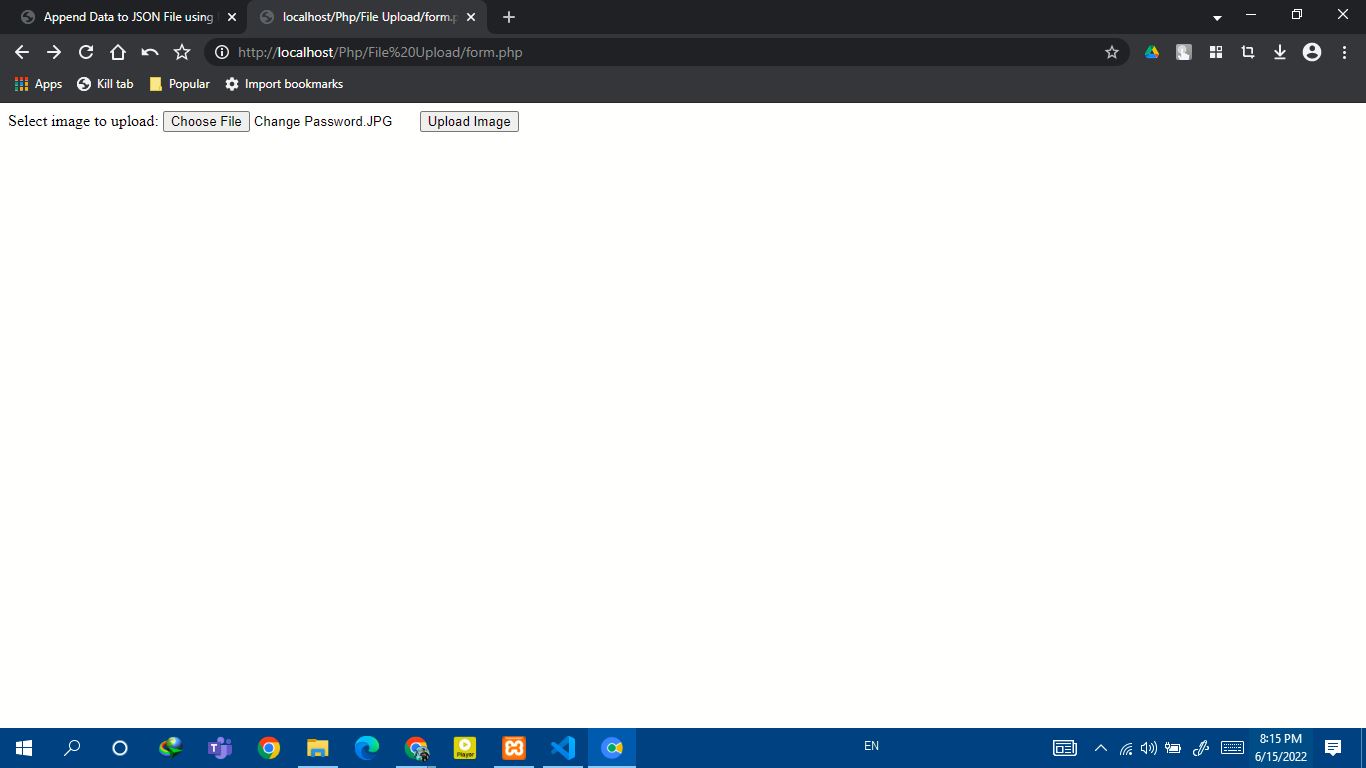 Append Data to JSON File using
localhost/Php/File Upload/form.p
http://localhost/Php/File%20Upload/form.php
Apps Kill tab Popular Import bookmarks
Select image to upload: Choose File Change Password.JPG Upload Image
Player
EN
8:15 PM
6/15/2022